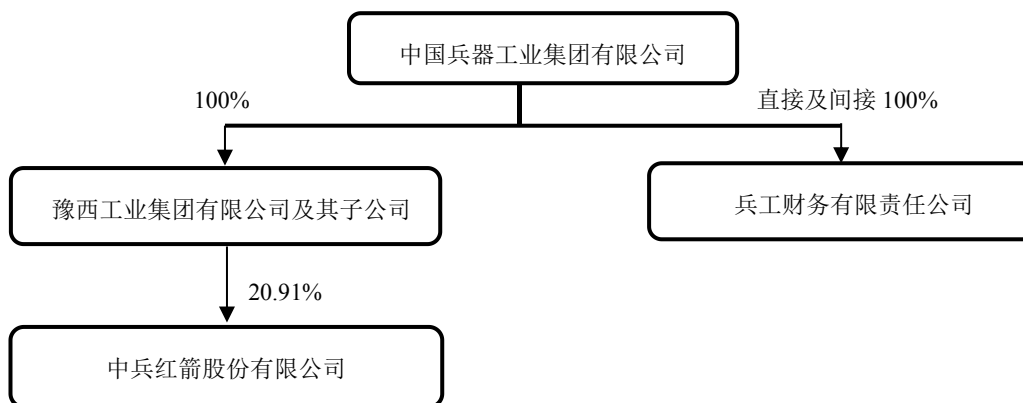 中国兵器工业集团有限公司
100%
直接及间接 100%
豫西工业集团有限公司及其子公司
兵工财务有限责任公司
20.91%
中兵红箭股份有限公司